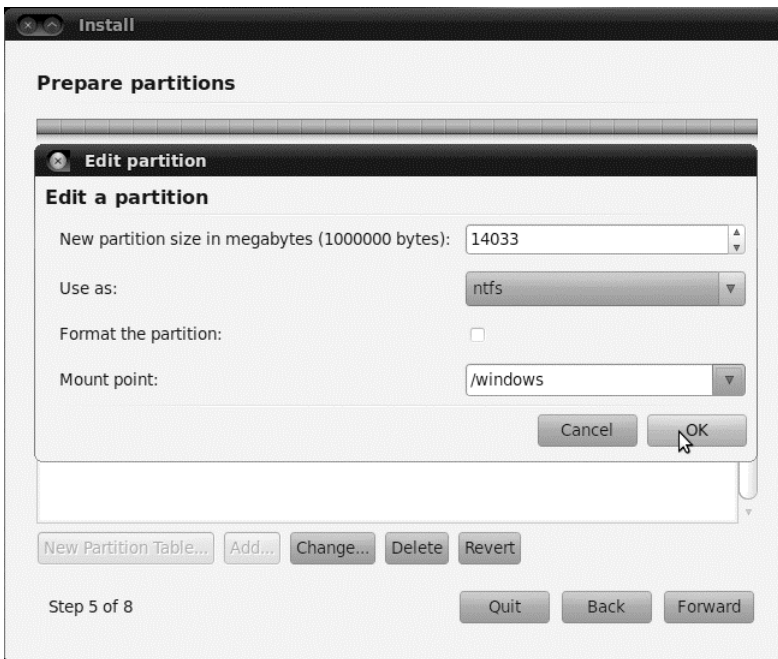 Install
Prepare partitions
Edit partition
Edit a partition
New partition size in megabytes (1000000 bytes): 14033
Use as: ntfs
Format the partition:
Mount point: /windows
Cancel OK
New Partition Table... Add... Change... Delete Revert
Step 5 of 8 Quit Back Forward